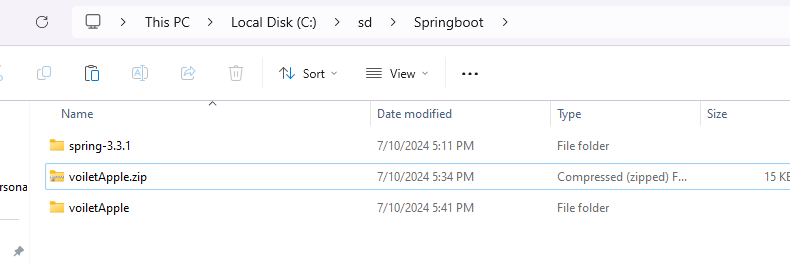 This PC > Local Disk (C:) > sd > Springboot >
Sort View ...
Name Date modified Type Size
spring-3.3.1 7/10/2024 5:11 PM File folder
voiletApple.zip 7/10/2024 5:34 PM Compressed (zipped) F... 15 KB
voiletApple 7/10/2024 5:41 PM File folder
ersona